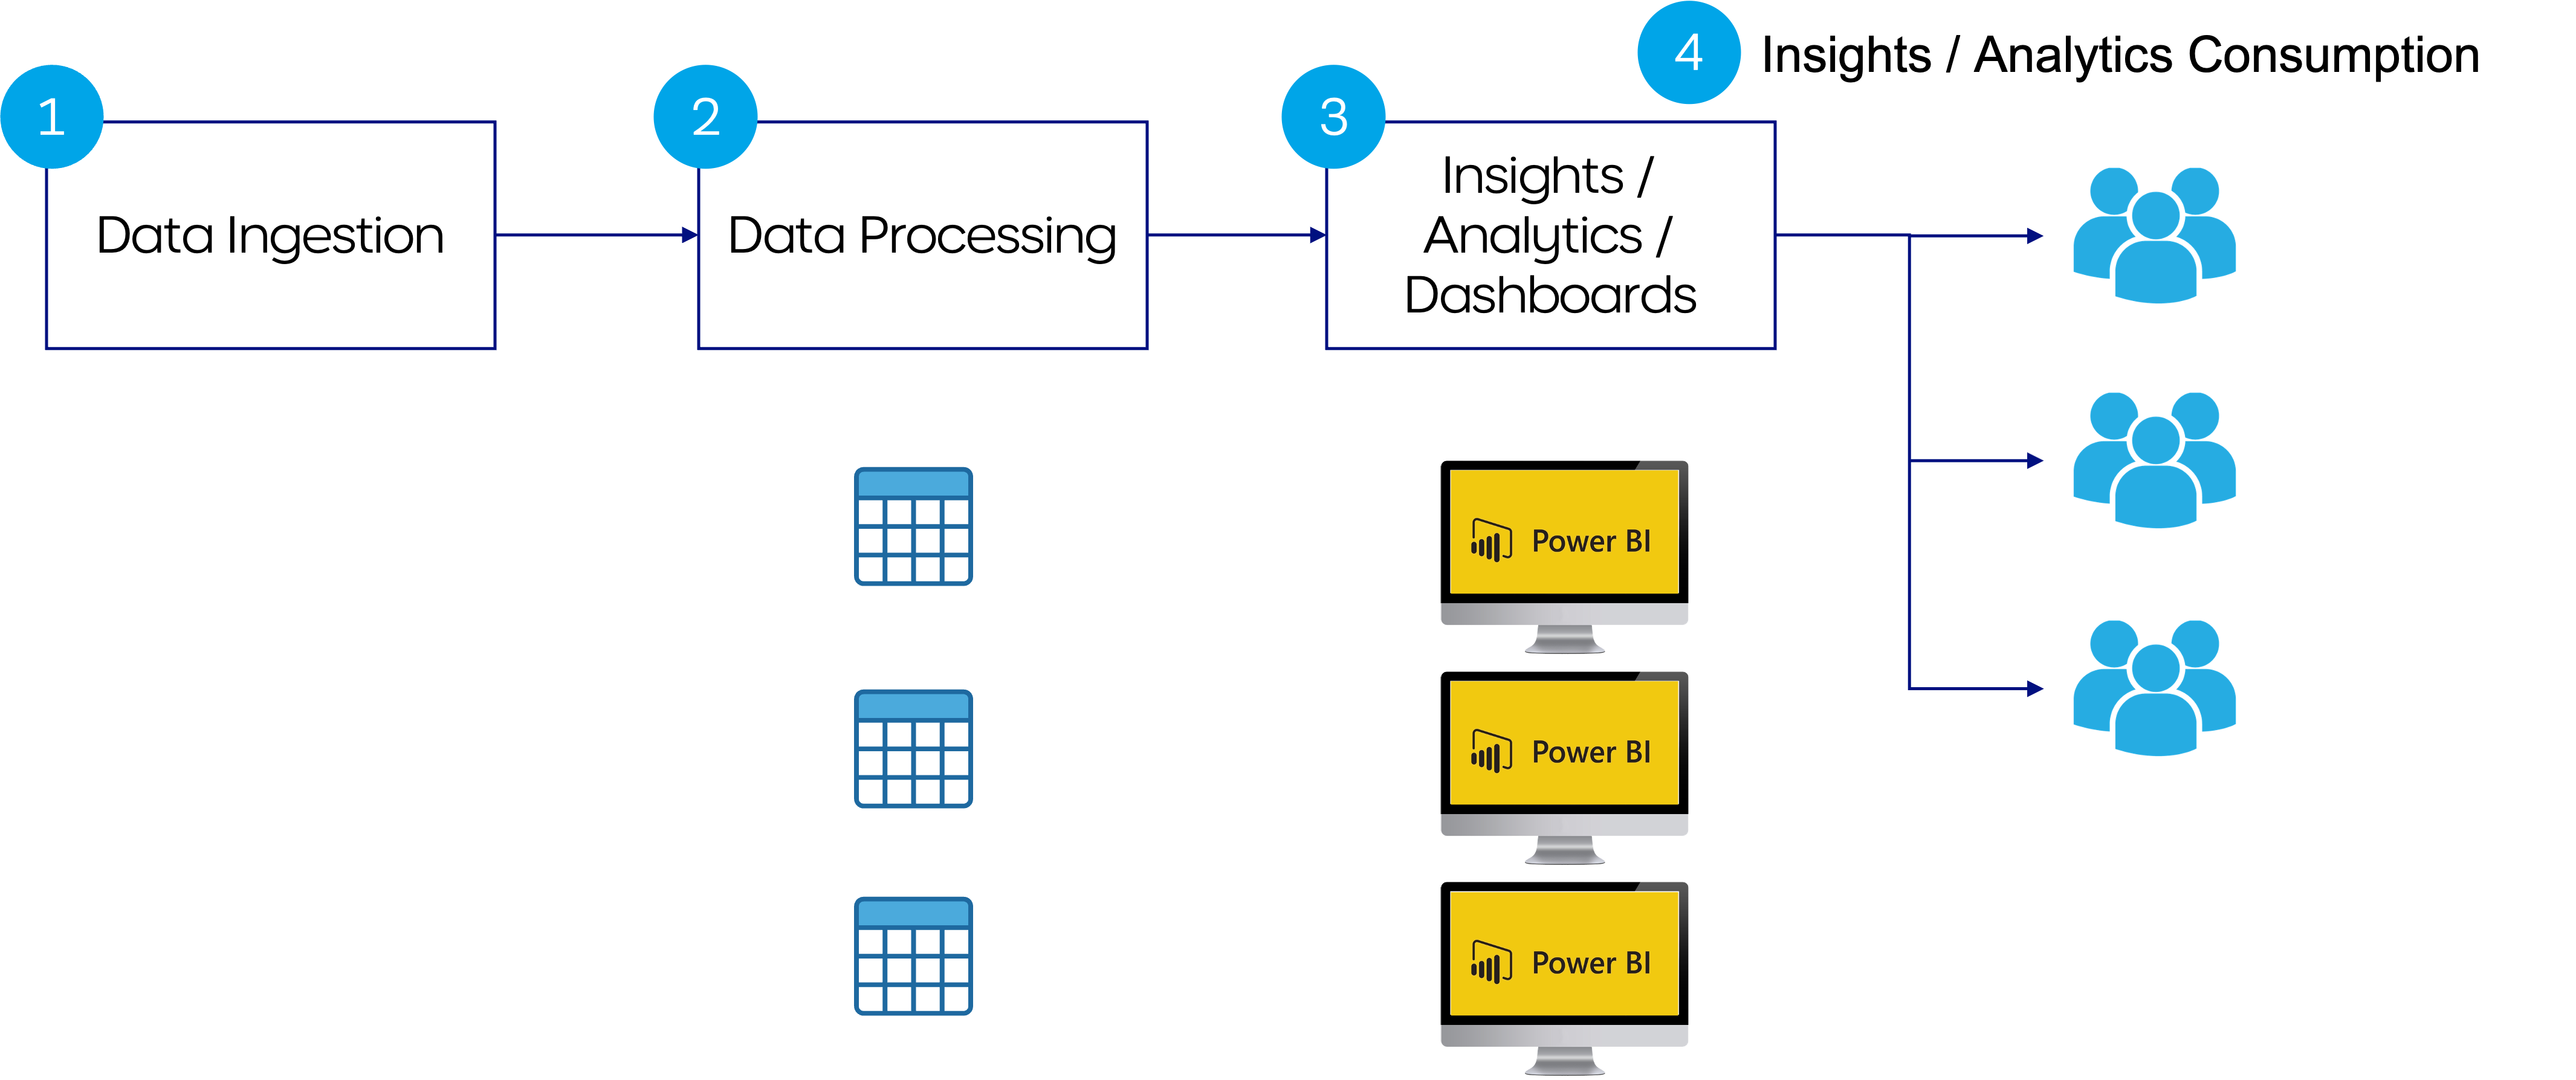 4 Insights / Analytics Consumption
1
2
3
Data Ingestion
Data Processing
Insights /
Analytics /
Dashboards
Power BI
Power BI
Power BI